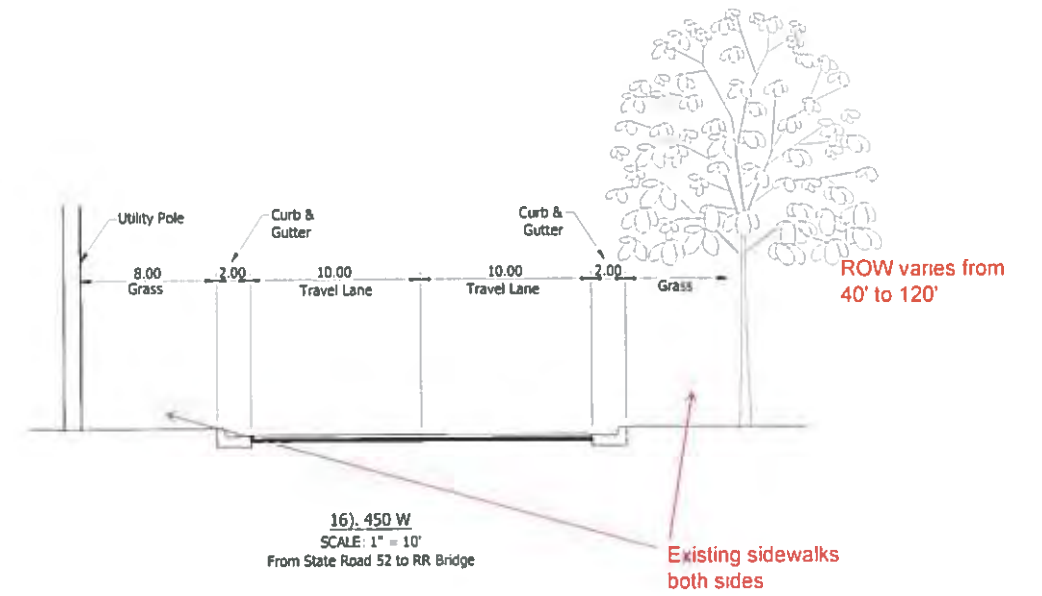 Utility Pole
Curb &
Gutter
Curb &
Gutter
8.00
Grass
2.00
10.00
Travel Lane
10.00
Travel Lane
2.00
Grass
ROW varies from
40' to 120'
16). 450 W
SCALE: 1" = 10'
From State Road 52 to RR Bridge
Existing sidewalks
both sides